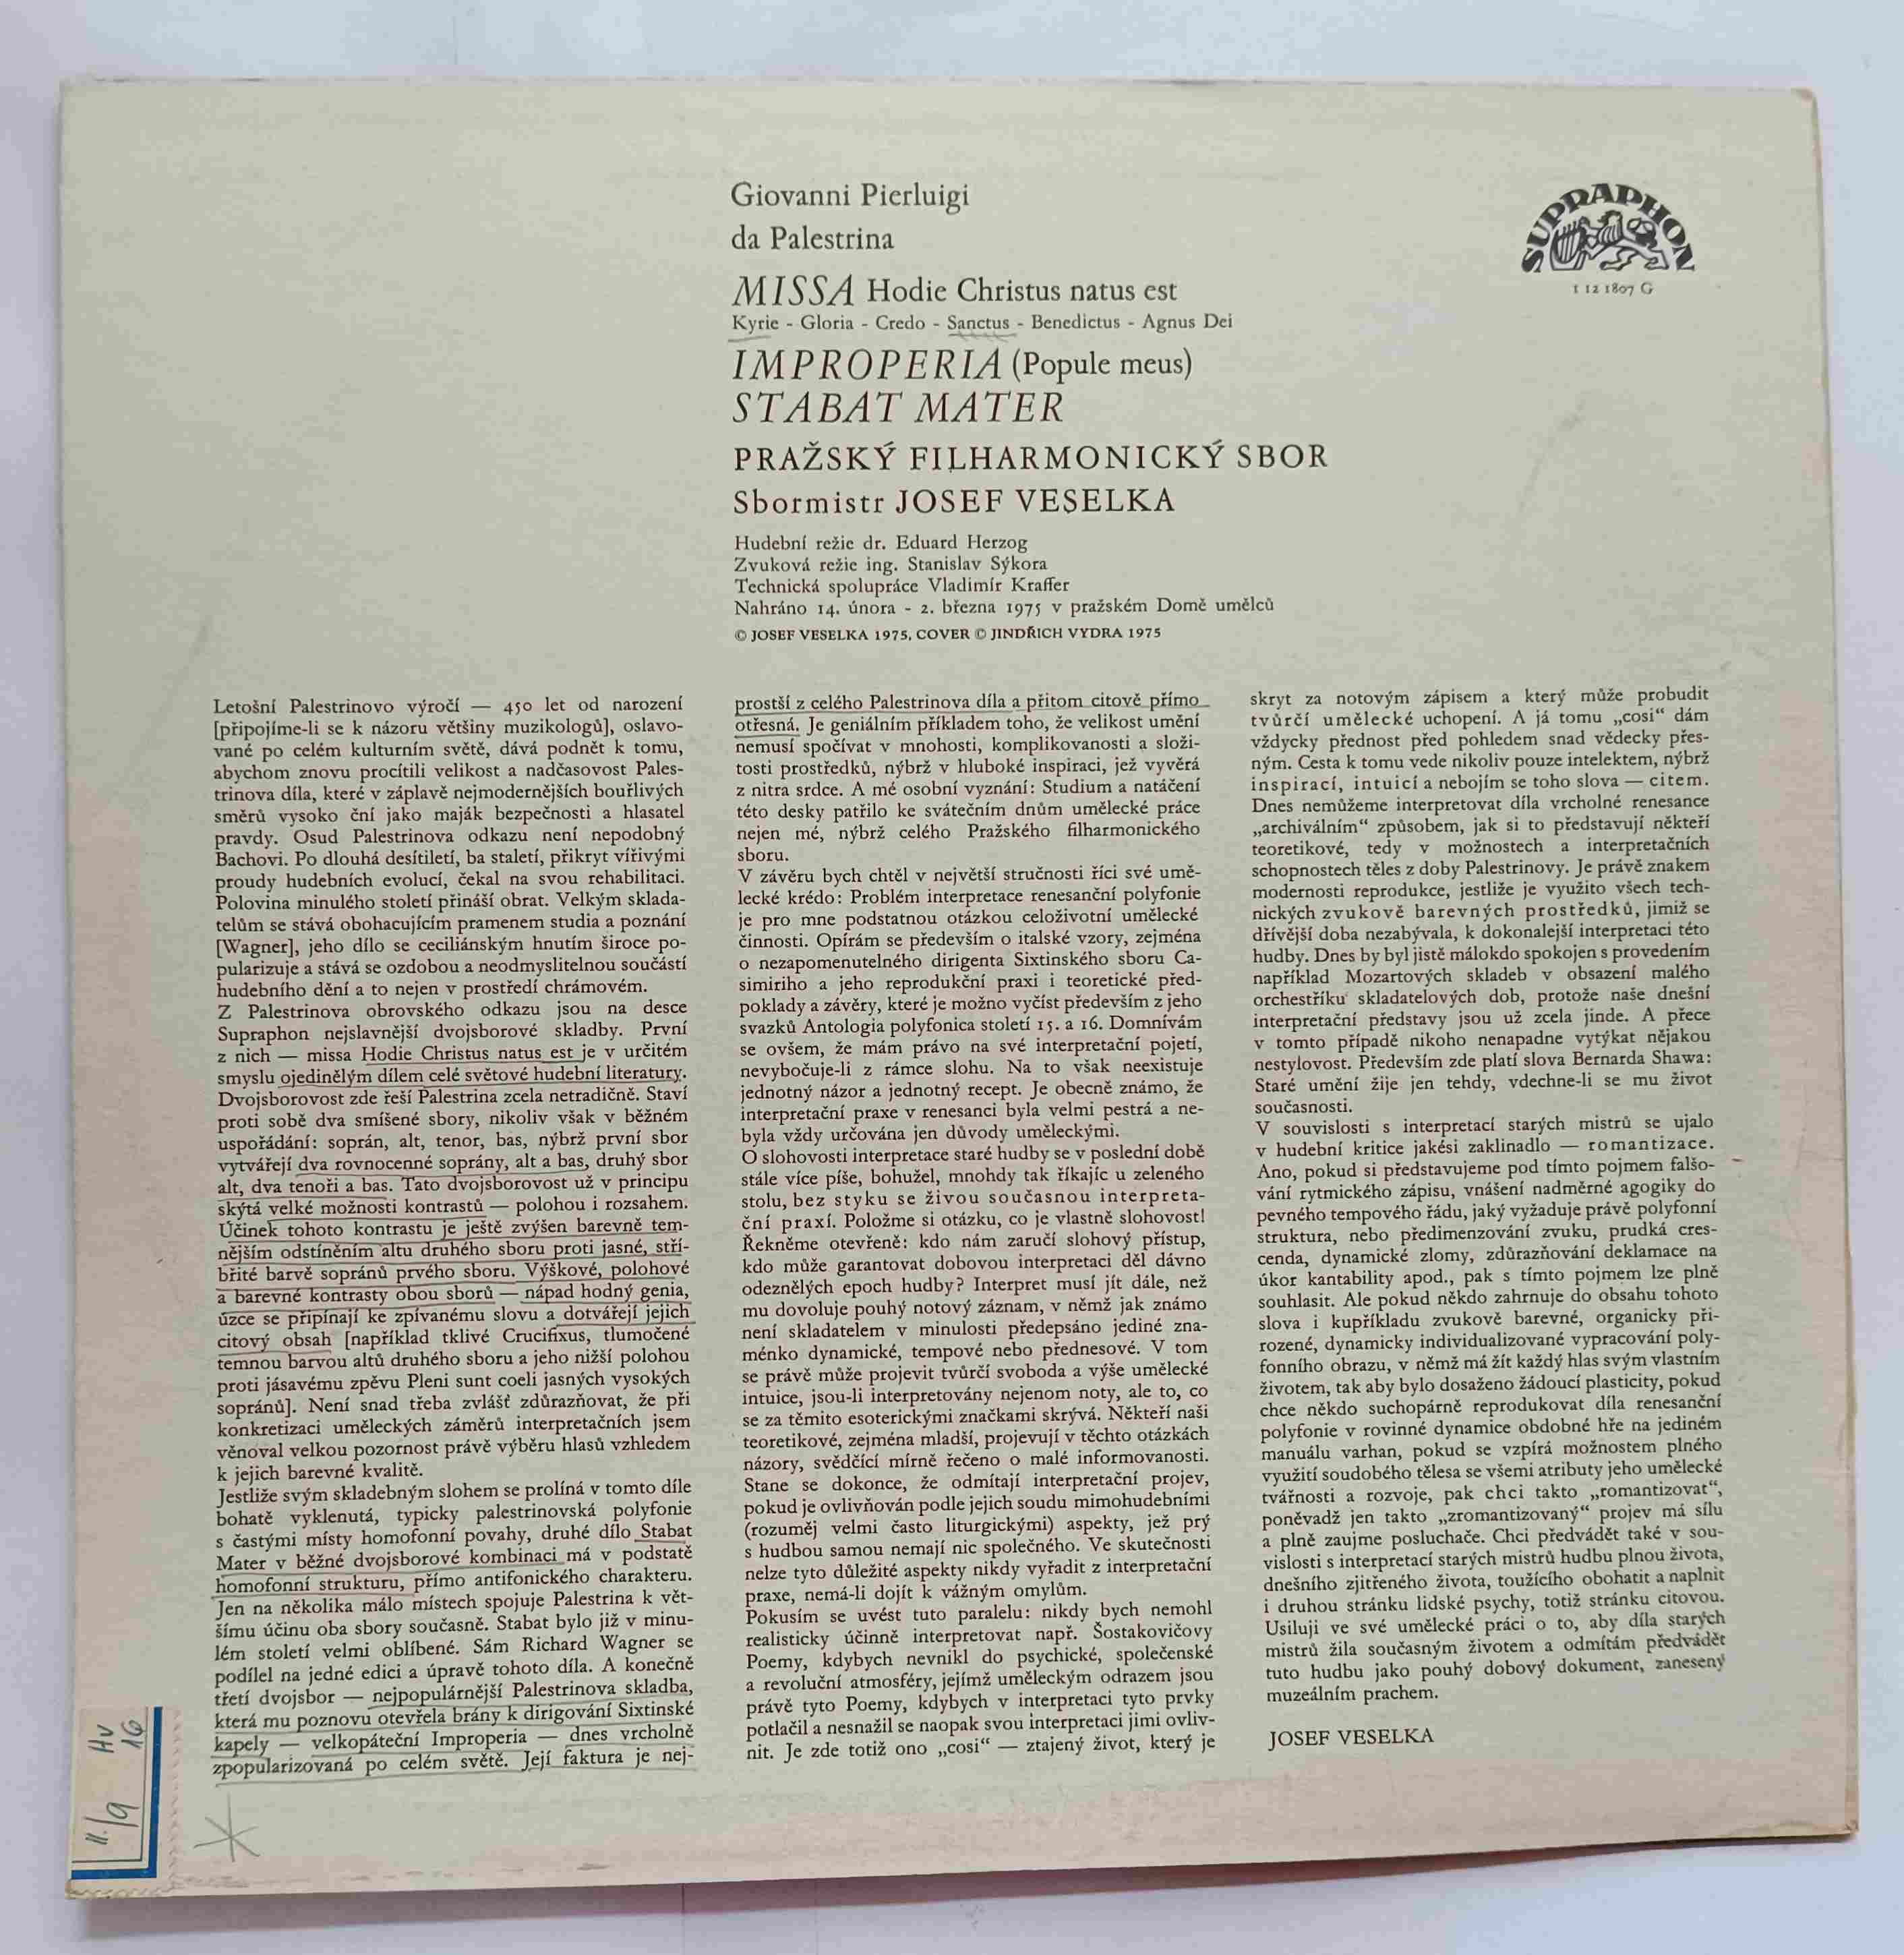 Giovanni Pierluigi
da Palestrina
MISSA Hodie Christus natus est
Kyrie - Gloria - Credo - Sanctus - Benedictus - Agnus Dei
IMPROPERIA (Popule meus)
STABAT MATER
PRAŽSKÝ FILHARMONICKÝ SBOR
Sbormistr JOSEF VESELKA
Hudební režie dr. Eduard Herzog
Zvuková režie ing. Stanislav Sýkora
Technická spolupráce Vladimír Kraffer
Nahráno 14. února - 2. března 1975 v pražském Domě umělců
© JOSEF VESELKA 1975, COVER © JINDŘICH VYDRA 1975
SUPRAPHON
1 12 1807 G
Letošní Palestrinovo výročí — 450 let od narození
[připojíme-li se k názoru většiny muzikologů], oslavo-
vané po celém kulturním světě, dává podnět k tomu,
abychom znovu procítili velikost a nadčasovost Pales-
trinova díla, které v záplavě nejmodernějších bouřlivých
směrů vysoko ční jako maják bezpečnosti a hlasatel
pravdy. Osud Palestrinova odkazu není nepodobný
Bachovi. Po dlouhá desítiletí, ba staletí, přikryt vířivými
proudy hudebních evolucí, čekal na svou rehabilitaci.
Polovina minulého století přináší obrat. Velkým sklada-
telům se stává obohacujícím pramenem studia a poznání
[Wagner], jeho dílo se ceciliánským hnutím široce po-
pularizuje a stává se ozdobou a neodmyslitelnou součástí
hudebního dění a to nejen v prostředí chrámovém.
Z Palestrinova obrovského odkazu jsou na desce
Supraphon nejslavnější dvojsborové skladby. První
z nich — missa Hodie Christus natus est je v určitém
smyslu ojedinělým dílem celé světové hudební literatury.
Dvojsborovost zde řeší Palestrina zcela netradičně. Staví
proti sobě dva smíšené sbory, nikoliv však v běžném
uspořádání: soprán, alt, tenor, bas, nýbrž první sbor
vytvářejí dva rovnocenné soprány, alt a bas, druhý sbor
alt, dva tenoři a bas. Tato dvojsborovost už v principu
skýtá velké možnosti kontrastů — polohou i rozsahem.
Účinek tohoto kontrastu je ještě zvýšen barevně tem-
nějším odstíněním altu druhého sboru proti jasné, stří-
břité barvě sopránů prvého sboru. Výškové, polohové
a barevné kontrasty obou sborů — nápad hodný genia,
úzce se připínají ke zpívanému slovu a dotvářejí jejich
citový obsah [například tklivé Crucifixus, tlumočené
temnou barvou altů druhého sboru a jeho nižší polohou
proti jásavému zpěvu Pleni sunt coeli jasných vysokých
sopránů]. Není snad třeba zvlášť zdůrazňovat, že při
konkretizaci uměleckých záměrů interpretačních jsem
věnoval velkou pozornost právě výběru hlasů vzhledem
k jejich barevné kvalitě.
Jestliže svým skladebným slohem se prolíná v tomto díle
bohatě vyklenutá, typicky palestrinovská polyfonie
s častými místy homofonní povahy, druhé dílo Stabat
Mater v běžné dvojsborové kombinaci má v podstatě
homofonní strukturu, přímo antifonického charakteru.
Jen na několika málo místech spojuje Palestrina k vět-
šímu účinu oba sbory současně. Stabat bylo již v minu-
lém století velmi oblíbené. Sám Richard Wagner se
podílel na jedné edici a úpravě tohoto díla. A konečně
třetí dvojsbor — nejpopulárnější Palestrinova skladba,
která mu poznovu otevřela brány k dirigování Sixtinské
kapely — velkopáteční Improperia — dnes vrcholně
zpopularizovaná po celém světě. Její faktura je nej-
prostší z celého Palestrinova díla a přitom citově přímo
otřesná. Je geniálním příkladem toho, že velikost umění
nemusí spočívat v mnohosti, komplikovanosti a složi-
tosti prostředků, nýbrž v hluboké inspiraci, jež vyvěrá
z nitra srdce. A mé osobní vyznání: Studium a natáčení
této desky patřilo ke svátečním dnům umělecké práce
nejen mé, nýbrž celého Pražského filharmonického
sboru.
V závěru bych chtěl v největší stručnosti říci své umě-
lecké krédo: Problém interpretace renesanční polyfonie
je pro mne podstatnou otázkou celoživotní umělecké
činnosti. Opírám se především o italské vzory, zejména
o nezapomenutelného dirigenta Sixtinského sboru Ca-
simiriho a jeho reprodukční praxi i teoretické před-
poklady a závěry, které je možno vyčíst především z jeho
svazků Antologia polyfonica století 15. a 16. Domnívám
se ovšem, že mám právo na své interpretační pojetí,
nevybočuje-li z rámce slohu. Na to však neexistuje
jednotný názor a jednotný recept. Je obecně známo, že
interpretační praxe v renesanci byla velmi pestrá a ne-
byla vždy určována jen důvody uměleckými.
O slohovosti interpretace staré hudby se v poslední době
stále více píše, bohužel, mnohdy tak říkajíc u zeleného
stolu, bez styku se živou současnou interpreta-
ční praxí. Položme si otázku, co je vlastně slohovost!
Řekněme otevřeně: kdo nám zaručí slohový přístup,
kdo může garantovat dobovou interpretaci děl dávno
odeznělých epoch hudby? Interpret musí jít dále, než
mu dovoluje pouhý notový záznam, v němž jak známo
není skladatelem v minulosti předepsáno jediné zna-
ménko dynamické, tempové nebo přednesové. V tom
se právě může projevit tvůrčí svoboda a výše umělecké
intuice, jsou-li interpretovány nejenom noty, ale to, co
se za těmito esoterickými značkami skrývá. Někteří naši
teoretikové, zejména mladší, projevují v těchto otázkách
názory, svědčící mírně řečeno o malé informovanosti.
Stane se dokonce, že odmítají interpretační projev,
pokud je ovlivňován podle jejich soudu mimohudebními
(rozuměj velmi často liturgickými) aspekty, jež prý
s hudbou samou nemají nic společného. Ve skutečnosti
nelze tyto důležité aspekty nikdy vyřadit z interpretační
praxe, nemá-li dojít k vážným omylům.
Pokusím se uvést tuto paralelu: nikdy bych nemohl
realisticky účinně interpretovat např. Šostakovičovy
Poemy, kdybych nevnikl do psychické, společenské
a revoluční atmosféry, jejímž uměleckým odrazem jsou
právě tyto Poemy, kdybych v interpretaci tyto prvky
potlačil a nesnažil se naopak svou interpretaci jimi ovliv-
nit. Je zde totiž ono „cosi“ — ztajený život, který je
skryt za notovým zápisem a který může probudit
tvůrčí umělecké uchopení. A já tomu „cosi“ dám
vždycky přednost před pohledem snad vědecky přes-
ným. Cesta k tomu vede nikoliv pouze intelektem, nýbrž
inspirací, intuicí a nebojím se toho slova — citem.
Dnes nemůžeme interpretovat díla vrcholné renesance
„archiválním“ způsobem, jak si to představují někteří
teoretikové, tedy v možnostech a interpretačních
schopnostech těles z doby Palestrinovy. Je právě znakem
modernosti reprodukce, jestliže je využito všech tech-
nických zvukově barevných prostředků, jimiž se
dřívější doba nezabývala, k dokonalejší interpretaci této
hudby. Dnes by byl jistě málokdo spokojen s provedením
například Mozartových skladeb v obsazení malého
orchestříku skladatelových dob, protože naše dnešní
interpretační představy jsou už zcela jinde. A přece
v tomto případě nikoho nenapadne vytýkat nějakou
nestylovost. Především zde platí slova Bernarda Shawa:
Staré umění žije jen tehdy, vdechne-li se mu život
současnosti.
V souvislosti s interpretací starých mistrů se ujalo
v hudební kritice jakési zaklinadlo — romantizace.
Ano, pokud si představujeme pod tímto pojmem falšo-
vání rytmického zápisu, vnášení nadměrné agogiky do
pevného tempového řádu, jaký vyžaduje právě polyfonní
struktura, nebo předimenzování zvuku, prudká cres-
cenda, dynamické zlomy, zdůrazňování deklamace na
úkor kantability apod., pak s tímto pojmem lze plně
souhlasit. Ale pokud někdo zahrnuje do obsahu tohoto
slova i kupříkladu zvukově barevné, organicky při-
rozené, dynamicky individualizované vypracování poly-
fonního obrazu, v němž má žít každý hlas svým vlastním
životem, tak aby bylo dosaženo žádoucí plasticity, pokud
chce někdo suchopárně reprodukovat díla renesanční
polyfonie v rovinné dynamice obdobné hře na jediném
manuálu varhan, pokud se vzpírá možnostem plného
využití soudobého tělesa se všemi atributy jeho umělecké
tvářnosti a rozvoje, pak chci takto „romantizovat“,
poněvadž jen takto „zromantizovaný“ projev má sílu
a plně zaujme posluchače. Chci předvádět také v sou-
vislosti s interpretací starých mistrů hudbu plnou života,
dnešního zjitřeného života, toužícího obohatit a naplnit
i druhou stránku lidské psychy, totiž stránku citovou.
Usiluji ve své umělecké práci o to, aby díla starých
mistrů žila současným životem a odmítám předvádět
tuto hudbu jako pouhý dobový dokument, zanesený
muzeálním prachem.
JOSEF VESELKA
Hv
16
II./9